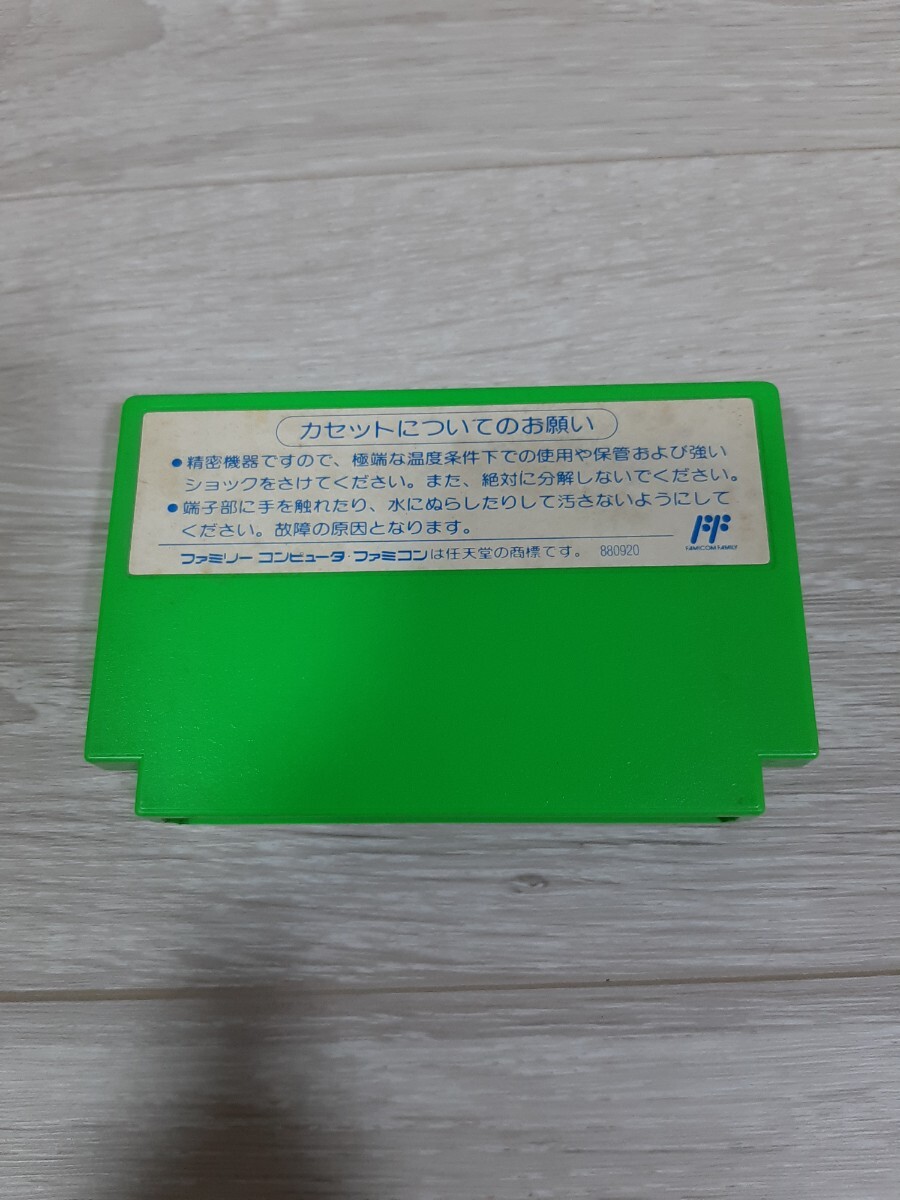 カセットについてのお願い
●精密機器ですので、極端な温度条件下での使用や保管および強い
ショックをさけてください。また、絶対に分解しないでください。
●端子部に手を触れたり、水にぬらしたりして汚さないようにして
ください。故障の原因となります。
FAMICOM FAMILY
ファミリー コンピュータ・ファミコンは任天堂の商標です。 880920